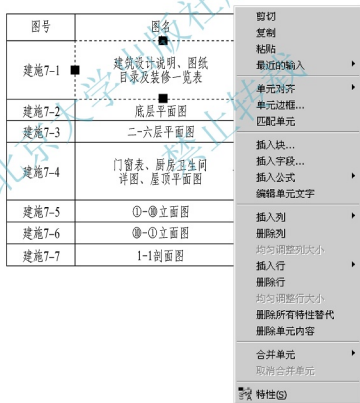 图号 图名
建施7-1 建筑设计说明、图纸
目录及装修一览表
建施7-2 底层平面图
建施7-3 二-六层平面图
建施7-4 门窗表、厨房卫生间
详图、屋顶平面图
建施7-5 ①-⑩立面图
建施7-6 ⑩-①立面图
建施7-7 1-1剖面图
剪切
复制
粘贴
最近的输入
单元对齐
单元边框...
匹配单元
插入块...
插入字段...
插入公式
编辑单元文字
插入列
删除列
均匀调整列大小
插入行
删除行
均匀调整行大小
删除所有特性替代
删除单元内容
合并单元
取消合并单元
特性(S)